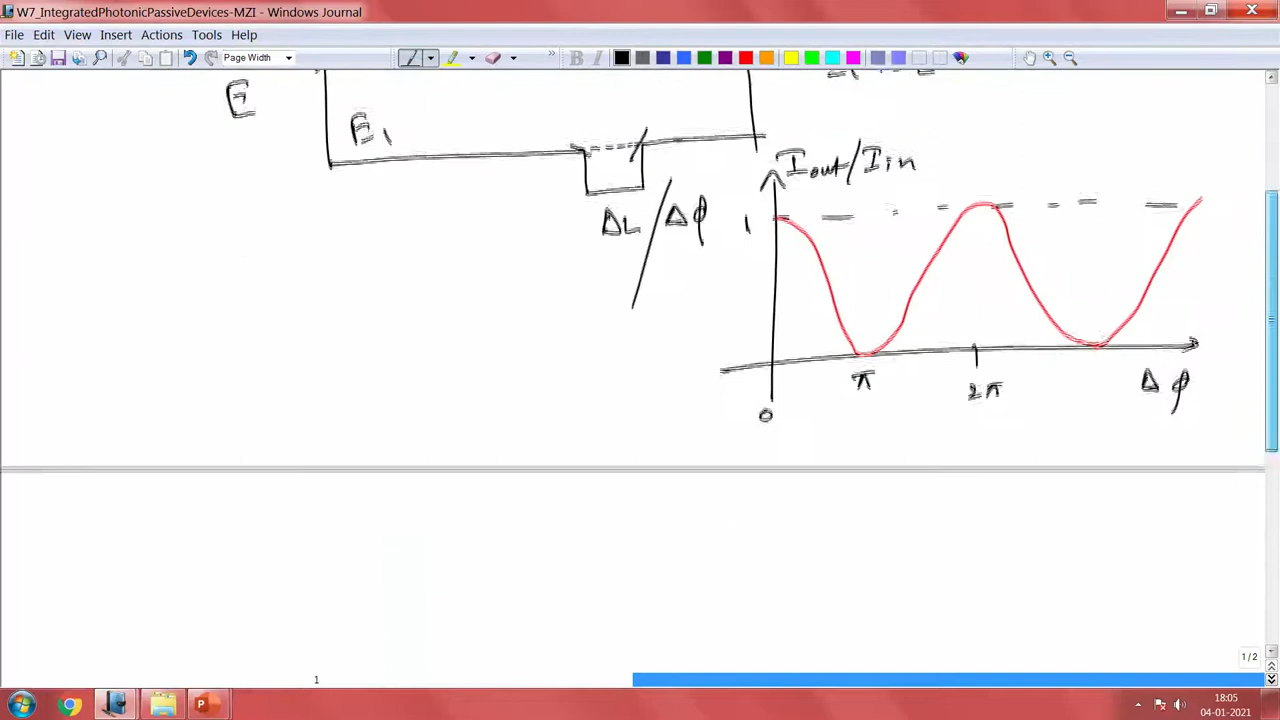 W7_IntegratedPhotonicPassiveDevices-MZI - Windows Journal
File Edit View Insert Actions Tools Help
Page Width
E
E1
Iout/Iin
ΔL/Δφ
1
π
2π
Δφ
0
1/2
1
18:05
04-01-2021